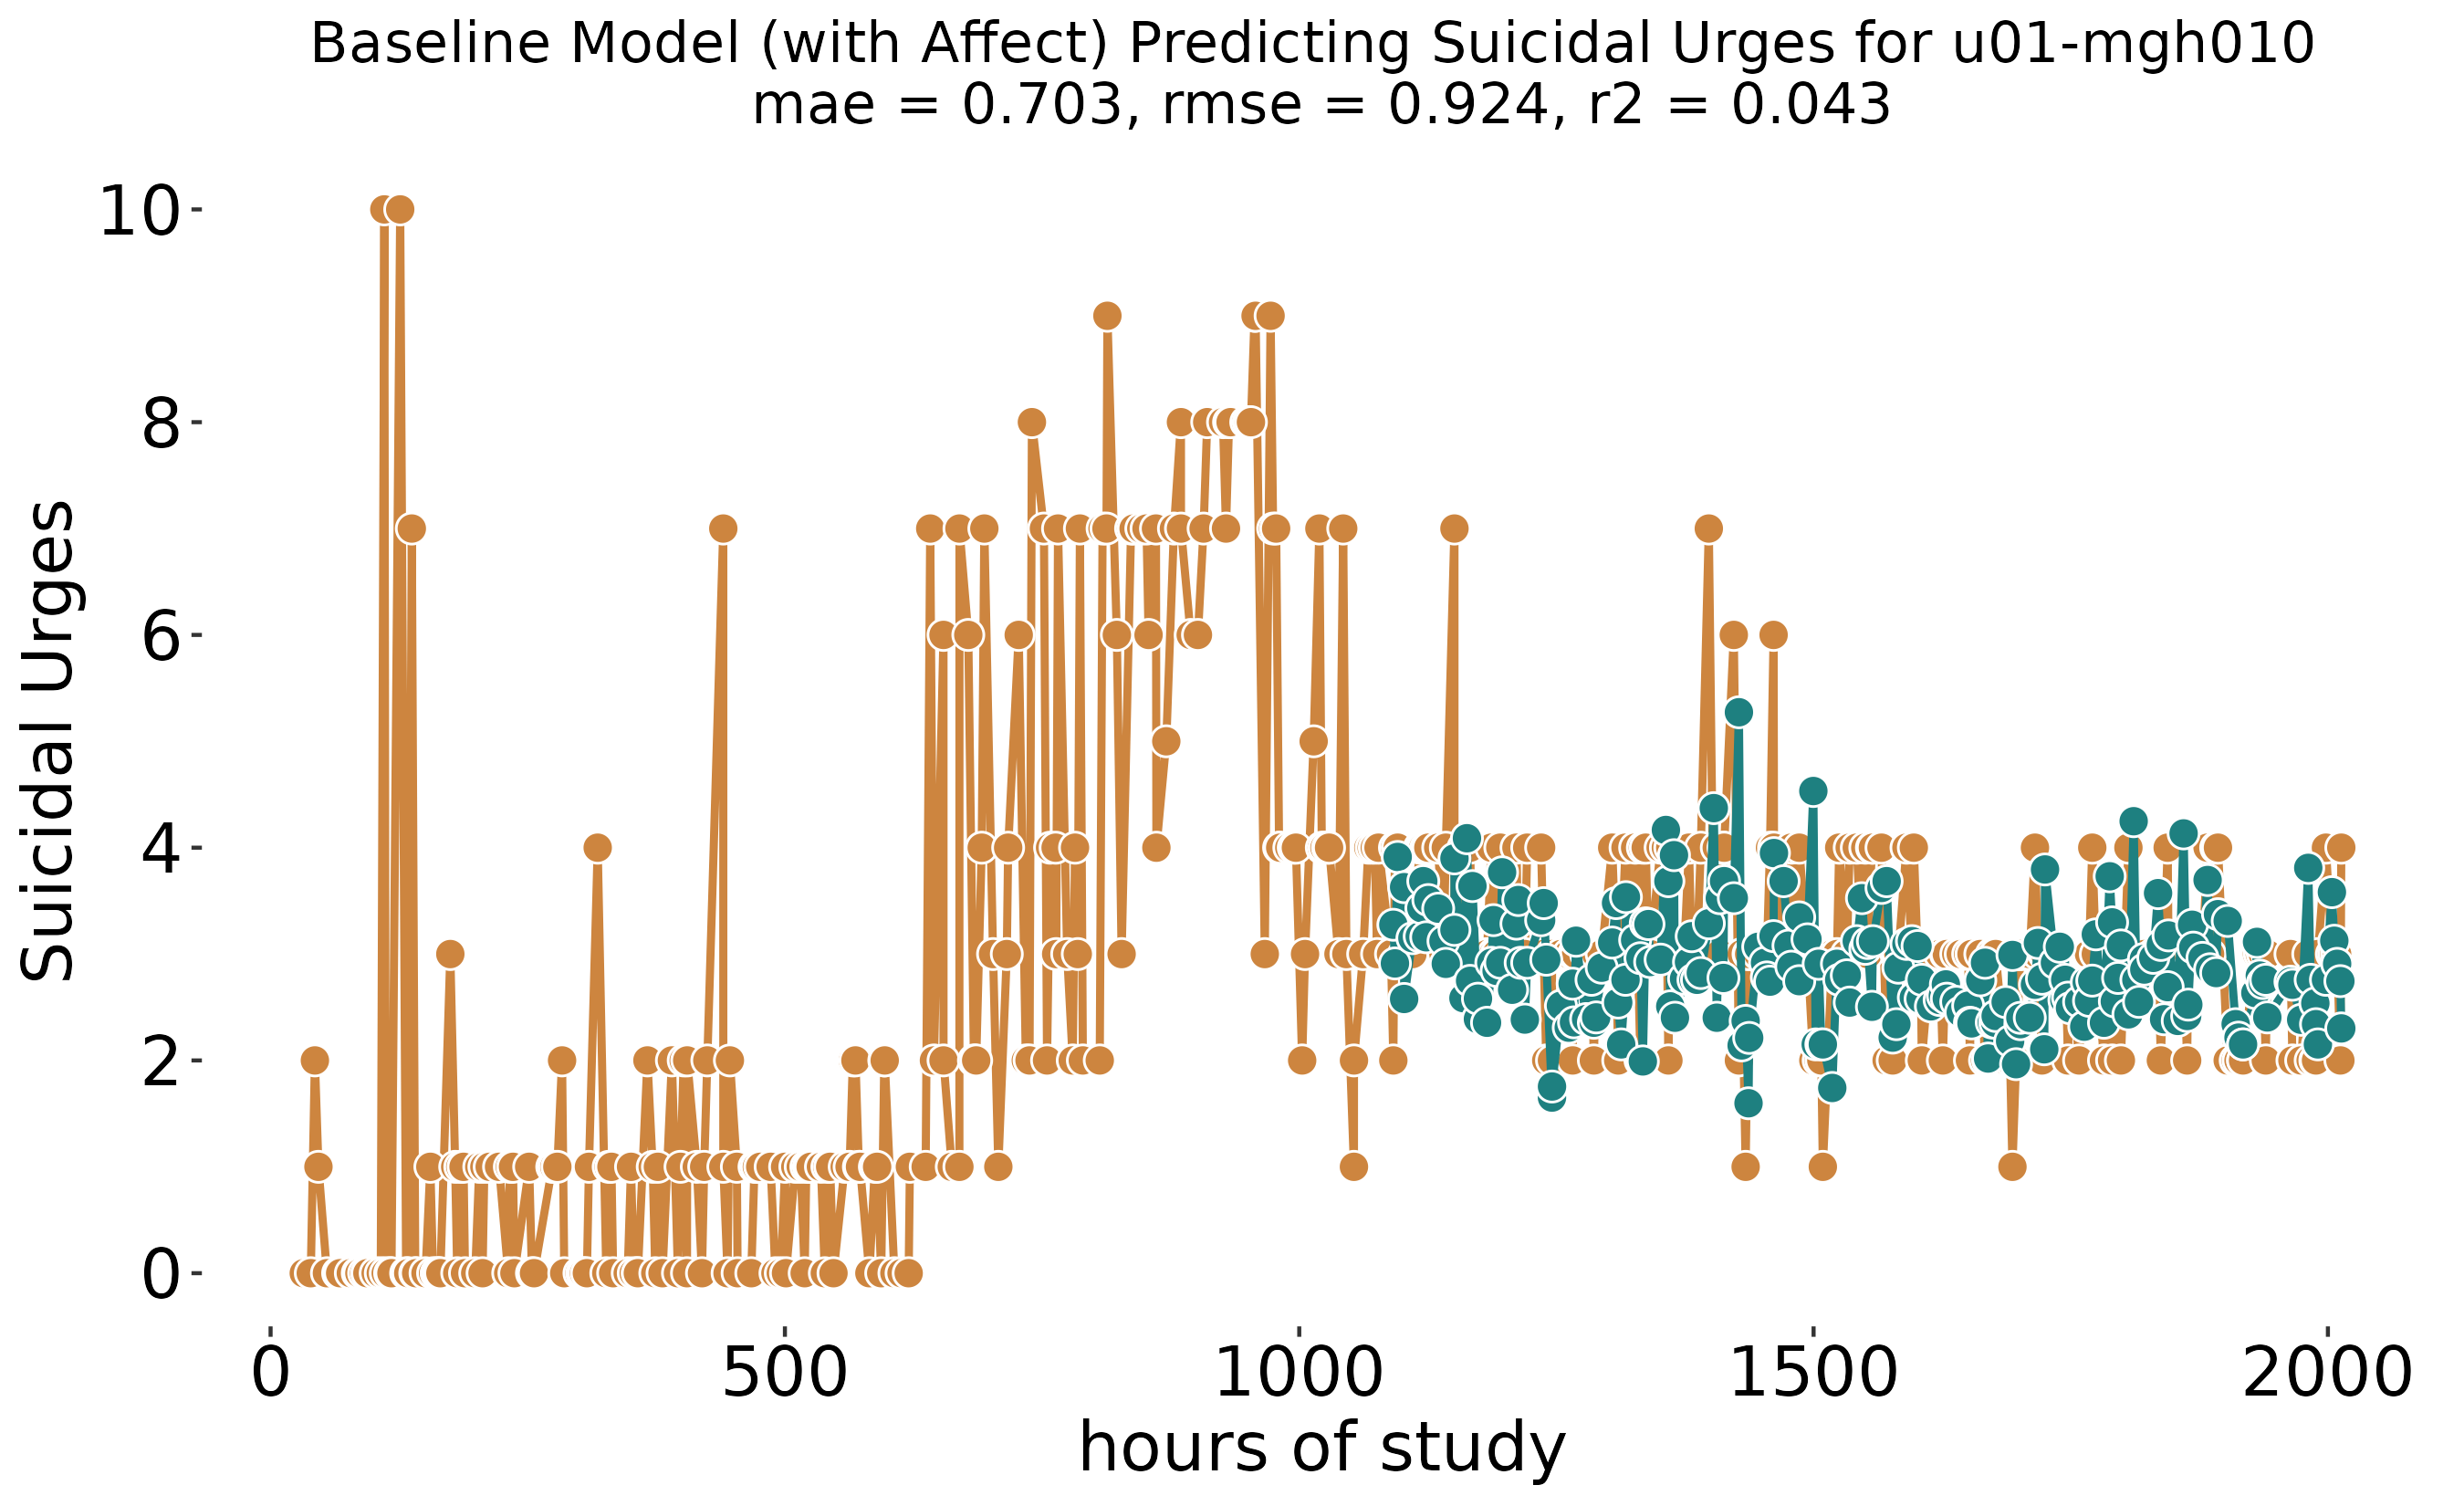 Baseline Model (with Affect) Predicting Suicidal Urges for u01-mgh010
mae = 0.703, rmse = 0.924, r2 = 0.043
Suicidal Urges
10
8
6
4
2
0
0 500 1000 1500 2000
hours of study